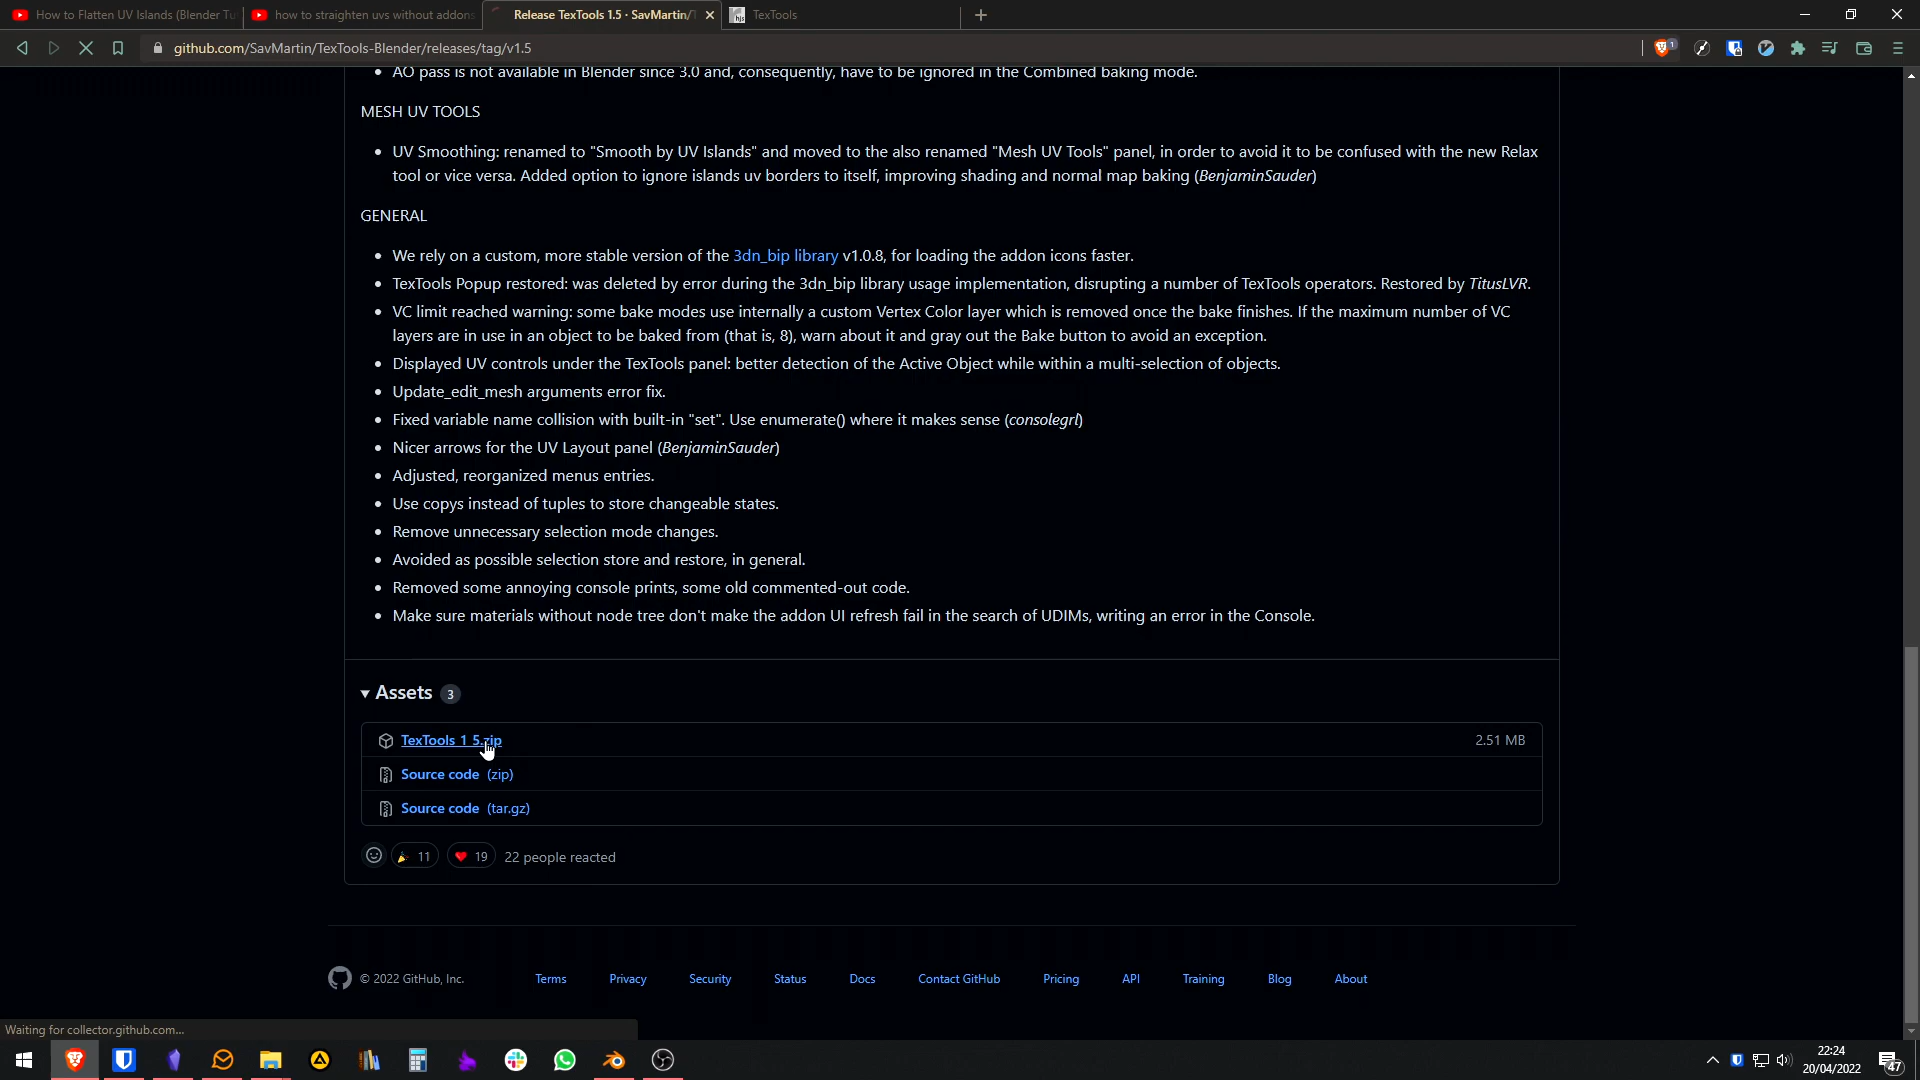 How to Flatten UV Islands (Blender Tu
how to straighten uvs without addons
Release TexTools 1.5 · SavMartin/T
TexTools
github.com/SavMartin/TexTools-Blender/releases/tag/v1.5
1
AO pass is not available in Blender since 3.0 and, consequently, have to be ignored in the Combined baking mode.
MESH UV TOOLS
UV Smoothing: renamed to "Smooth by UV Islands" and moved to the also renamed "Mesh UV Tools" panel, in order to avoid it to be confused with the new Relax
tool or vice versa. Added option to ignore islands uv borders to itself, improving shading and normal map baking (BenjaminSauder)
GENERAL
We rely on a custom, more stable version of the 3dn_bip library v1.0.8, for loading the addon icons faster.
TexTools Popup restored: was deleted by error during the 3dn_bip library usage implementation, disrupting a number of TexTools operators. Restored by TitusLVR.
VC limit reached warning: some bake modes use internally a custom Vertex Color layer which is removed once the bake finishes. If the maximum number of VC
layers are in use in an object to be baked from (that is, 8), warn about it and gray out the Bake button to avoid an exception.
Displayed UV controls under the TexTools panel: better detection of the Active Object while within a multi-selection of objects.
Update_edit_mesh arguments error fix.
Fixed variable name collision with built-in "set". Use enumerate() where it makes sense (consolegrl)
Nicer arrows for the UV Layout panel (BenjaminSauder)
Adjusted, reorganized menus entries.
Use copys instead of tuples to store changeable states.
Remove unnecessary selection mode changes.
Avoided as possible selection store and restore, in general.
Removed some annoying console prints, some old commented-out code.
Make sure materials without node tree don't make the addon UI refresh fail in the search of UDIMs, writing an error in the Console.
Assets 3
TexTools 1 5.zip 2.51 MB
Source code (zip)
Source code (tar.gz)
11 19 22 people reacted
© 2022 GitHub, Inc. Terms Privacy Security Status Docs Contact GitHub Pricing API Training Blog About
Waiting for collector.github.com...
22:24
20/04/2022
47